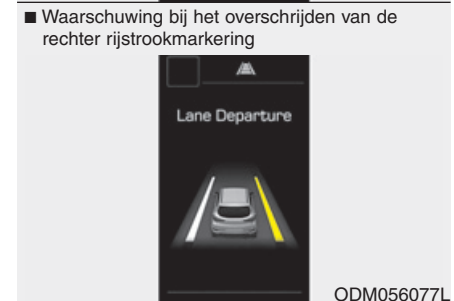 ■ Waarschuwing bij het overschrijden van de
rechter rijstrookmarkering
Lane Departure
ODM056077L